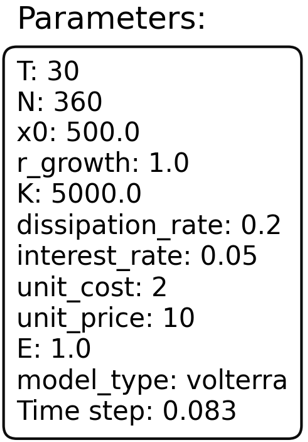 Parameters:
T: 30
N: 360
x0: 500.0
r_growth: 1.0
K: 5000.0
dissipation_rate: 0.2
interest_rate: 0.05
unit_cost: 2
unit_price: 10
E: 1.0
model_type: volterra
Time step: 0.083